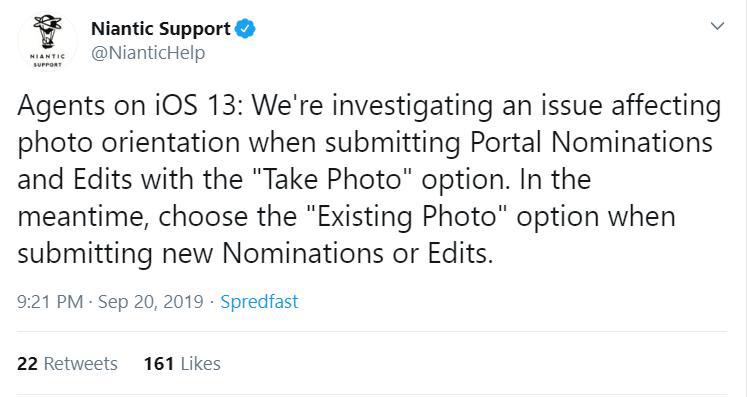 Niantic Support
@NianticHelp
NIANTIC
SUPPORT
Agents on iOS 13: We're investigating an issue affecting
photo orientation when submitting Portal Nominations
and Edits with the "Take Photo" option. In the
meantime, choose the "Existing Photo" option when
submitting new Nominations or Edits.
9:21 PM · Sep 20, 2019 · Spredfast
22 Retweets 161 Likes